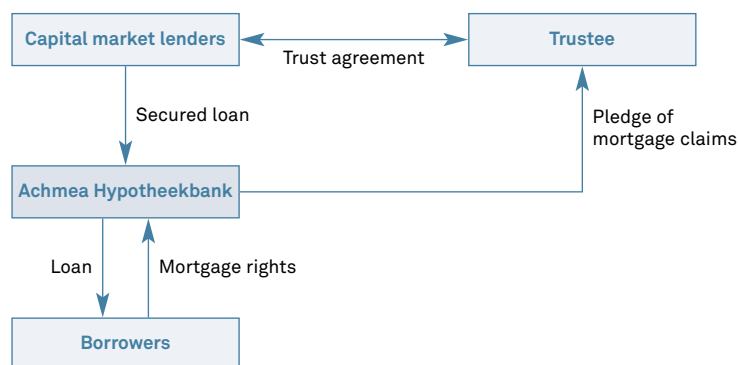 Capital market lenders
Trustee
Trust agreement
Secured loan
Pledge of
mortgage claims
Achmea Hypotheekbank
Loan
Mortgage rights
Borrowers